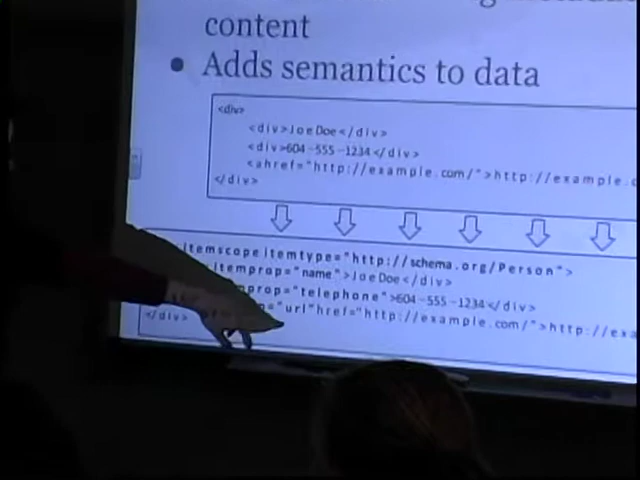 content
• Adds semantics to data
<div>
<div>Joe Doe</div>
<div>604-555-1234</div>
<ahref="http://example.com/">http://example.c
</div>
itemscope itemtype="http://schema.org/Person">
itemprop="name">Joe Doe</div>
prop="telephone">604-555-1234</div>
="url"href="http://example.com/">http://exa
</div>